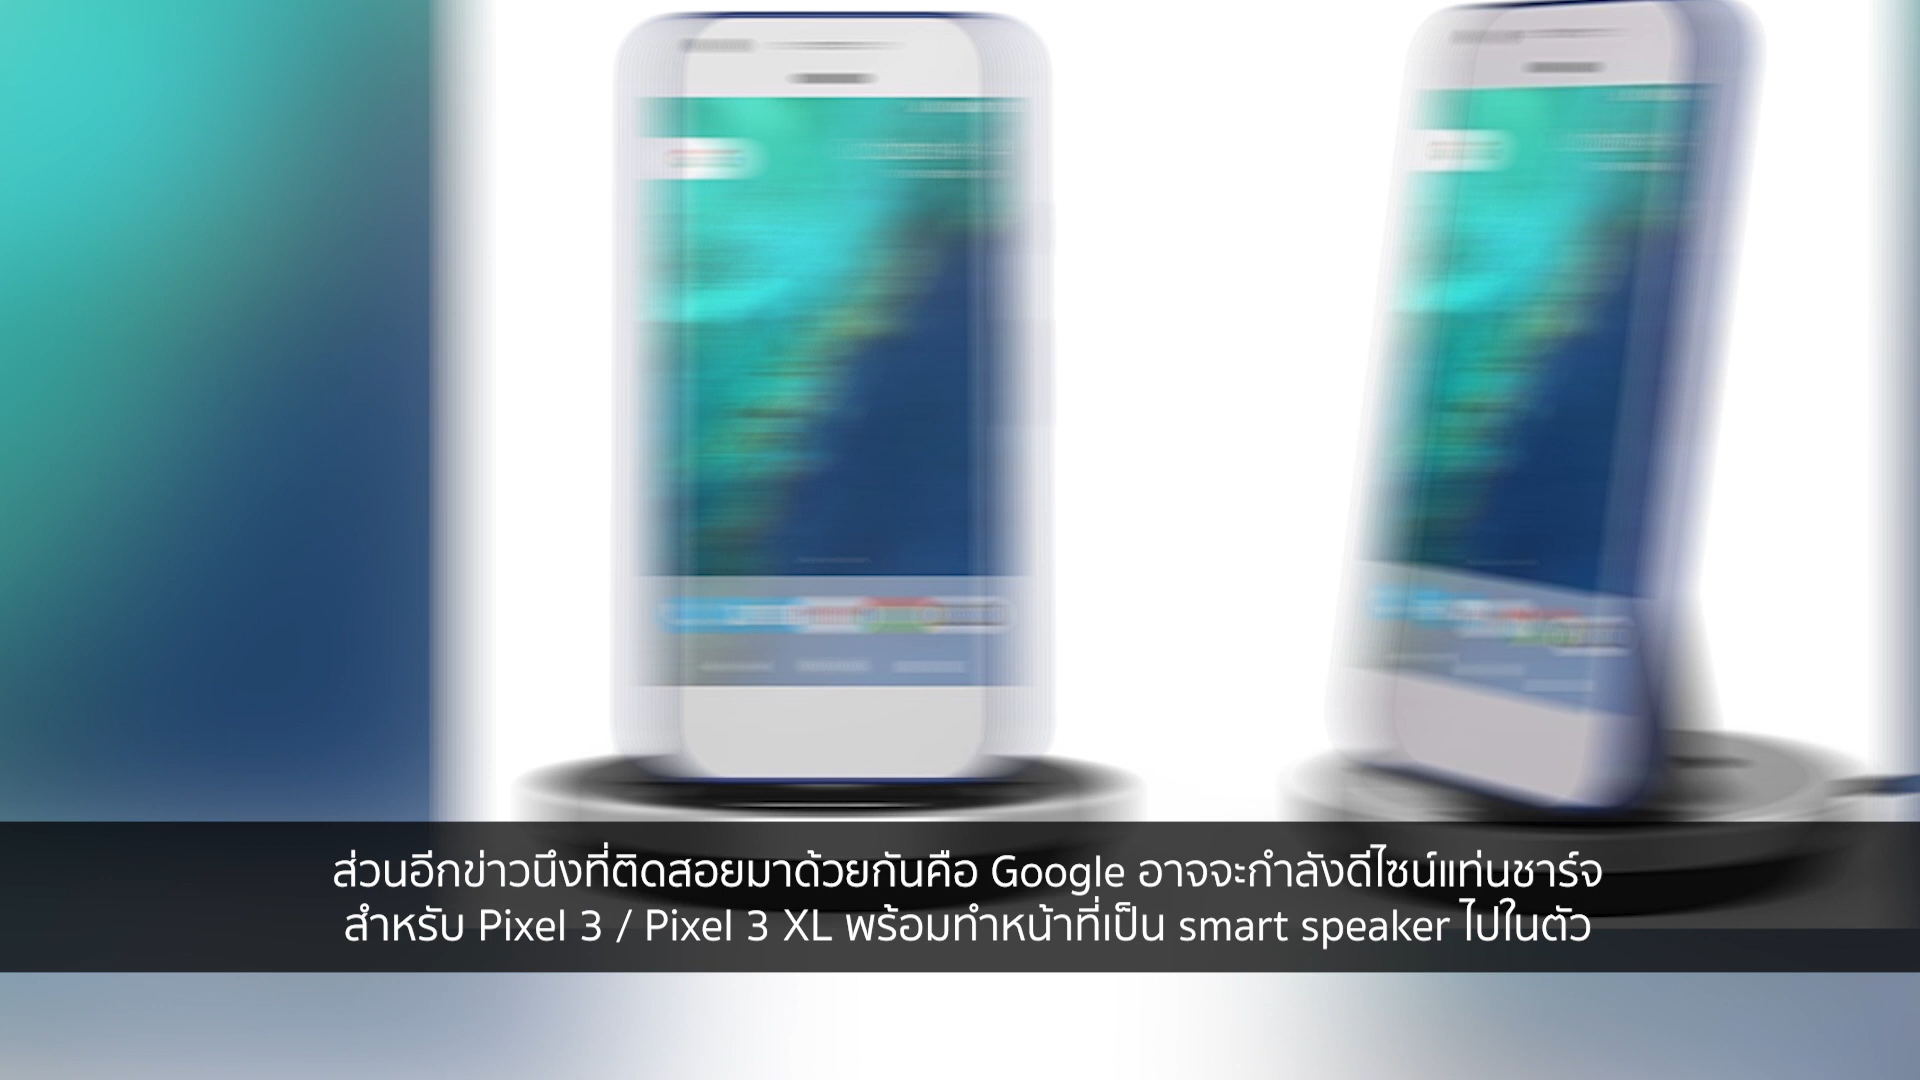 ส่วนอีกข่าวนึงที่ติดสอยมาด้วยกันคือ Google อาจจะกำลังดีไซน์แท่นชาร์จ
สำหรับ Pixel 3 / Pixel 3 XL พร้อมทำหน้าที่เป็น smart speaker ไปในตัว